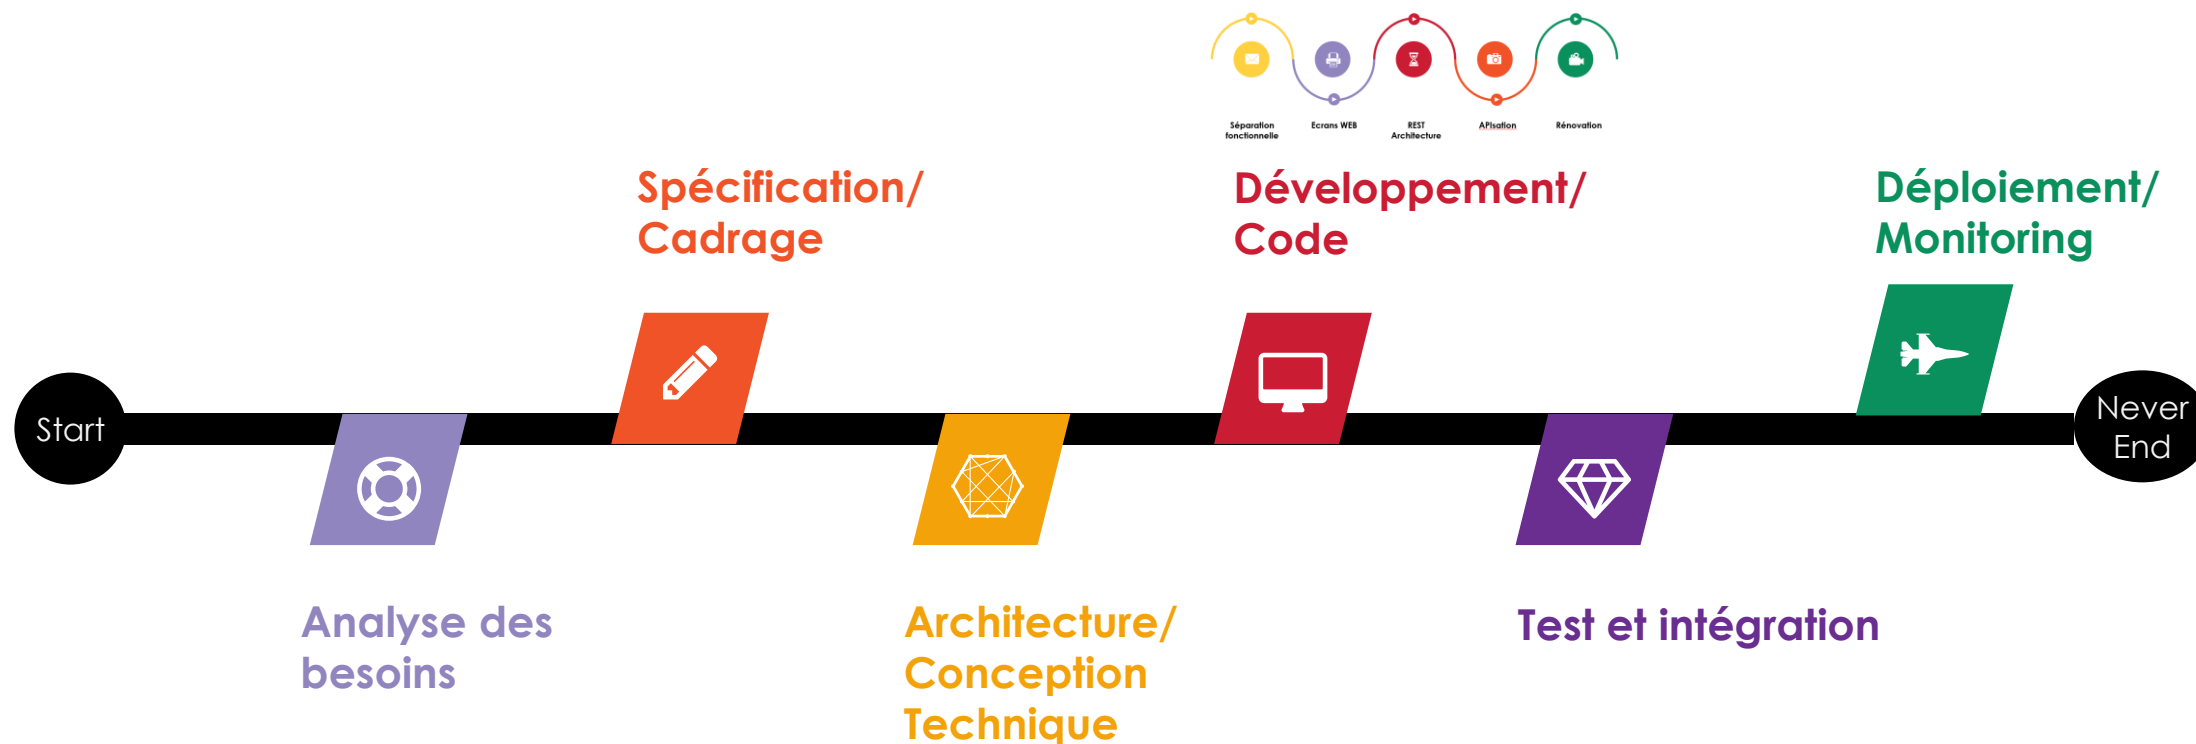 Séparation
fonctionnelle
Ecrans WEB
REST
Architecture
APIsation
Rénovation
Spécification/
Cadrage
Développement/
Code
Déploiement/
Monitoring
Start
Never
End
Analyse des
besoins
Architecture/
Conception
Technique
Test et intégration